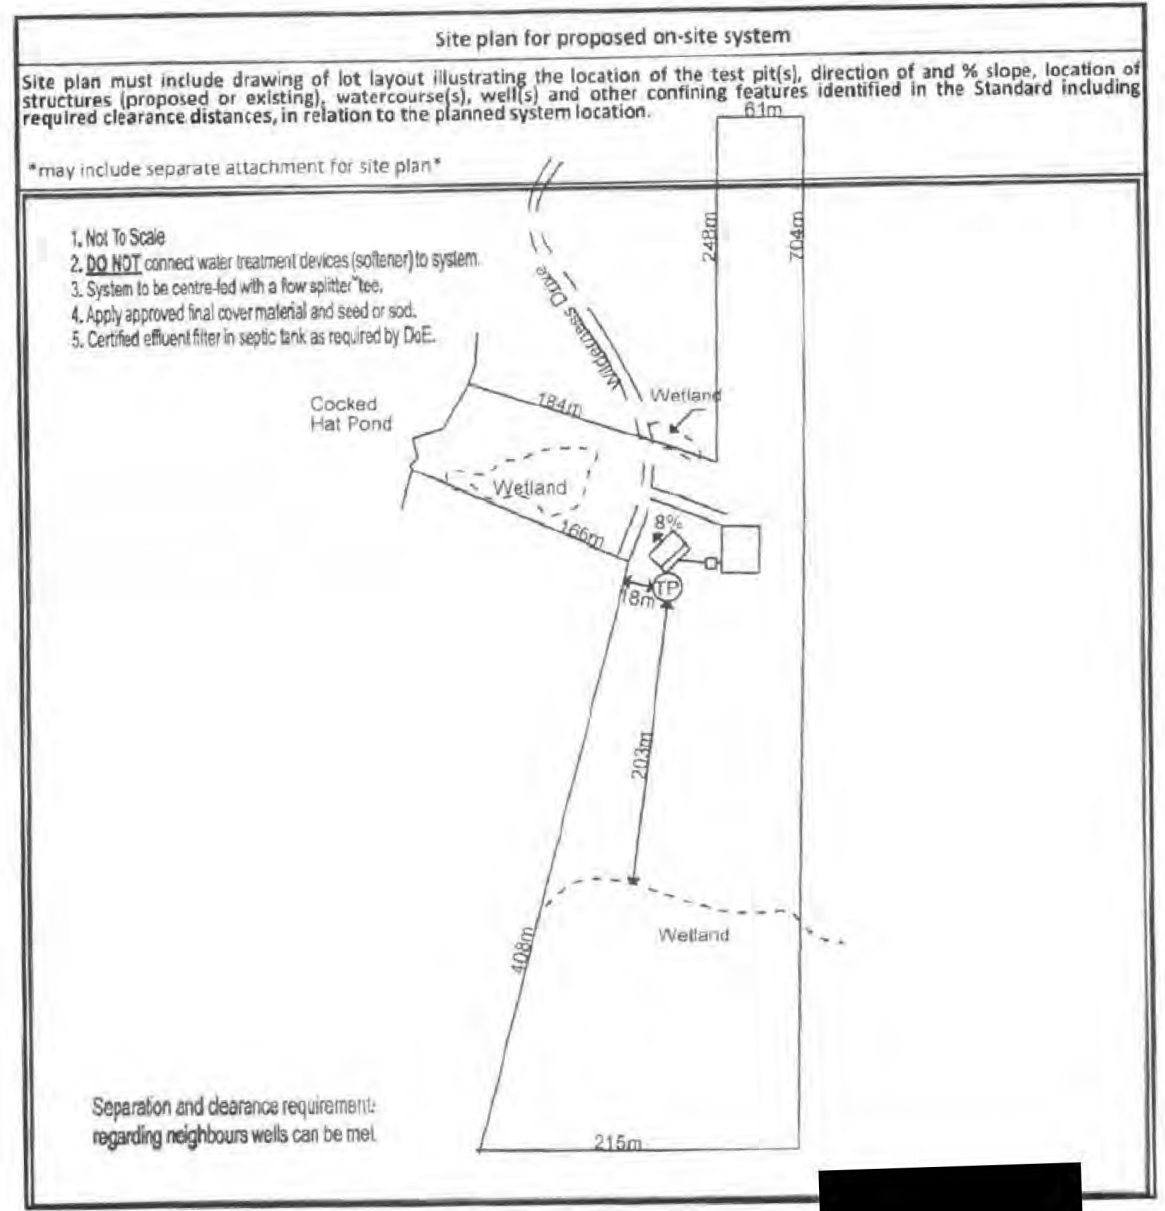 Site plan for proposed on-site system
Site plan must include drawing of lot layout illustrating the location of the test pit(s), direction of and % slope, location of
structures (proposed or existing), watercourse(s), well(s) and other confining features identified in the Standard including
required clearance distances, in relation to the planned system location.
61m
*may include separate attachment for site plan*
1. Not To Scale
2. DO NOT connect water treatment devices (softener) to system.
3. System to be centre-fed with a flow splitter "tee.
4. Apply approved final cover material and seed or sod.
5. Certified effluent filter in septic tank as required by DoE.
248m
704m
Wilderness Drive
Cocked
Hat Pond
184m
Wetland
Wetland
166m
8%
18m
TP
203m
408m
Wetland
Separation and clearance requirement
regarding neighbours wells can be met
215m